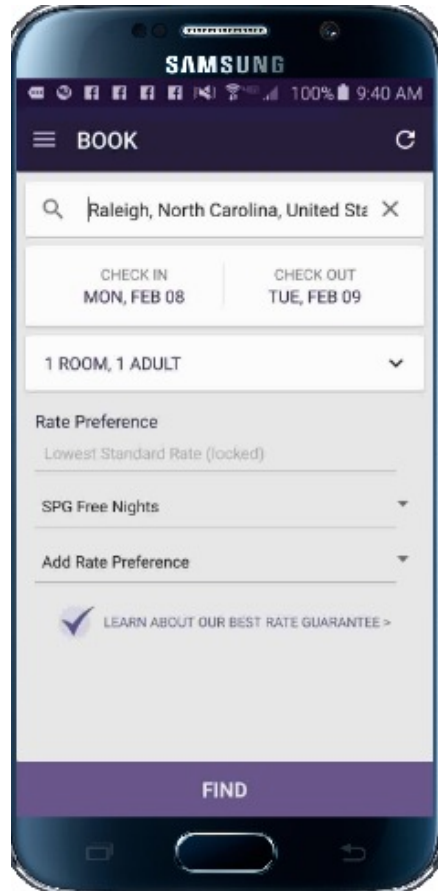 SAMSUNG
100% 9:40 AM
BOOK
Raleigh, North Carolina, United Sta
CHECK IN
CHECK OUT
MON, FEB 08
TUE, FEB 09
1 ROOM, 1 ADULT
Rate Preference
Lowest Standard Rate (locked)
SPG Free Nights
Add Rate Preference
LEARN ABOUT OUR BEST RATE GUARANTEE >
FIND